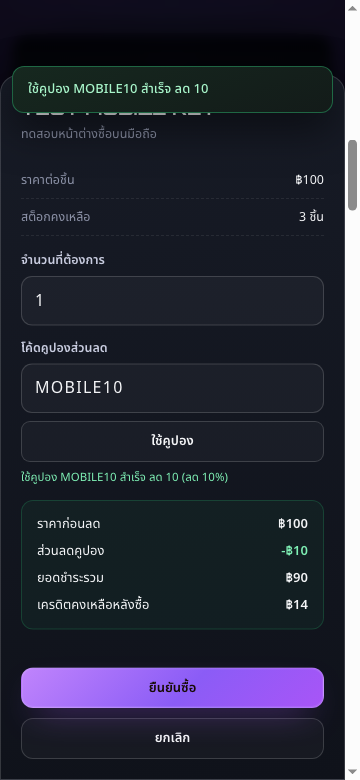 ใช้คูปอง MOBILE10 สำเร็จ ลด 10
ทดสอบหน้าต่างซื้อบนมือถือ
ราคาต่อชิ้น ฿100
สต็อกคงเหลือ 3 ชิ้น
จำนวนที่ต้องการ
1
โค้ดคูปองส่วนลด
MOBILE10
ใช้คูปอง
ใช้คูปอง MOBILE10 สำเร็จ ลด 10 (ลด 10%)
ราคาก่อนลด ฿100
ส่วนลดคูปอง -฿10
ยอดชำระรวม ฿90
เครดิตคงเหลือหลังซื้อ ฿14
ยืนยันซื้อ
ยกเลิก